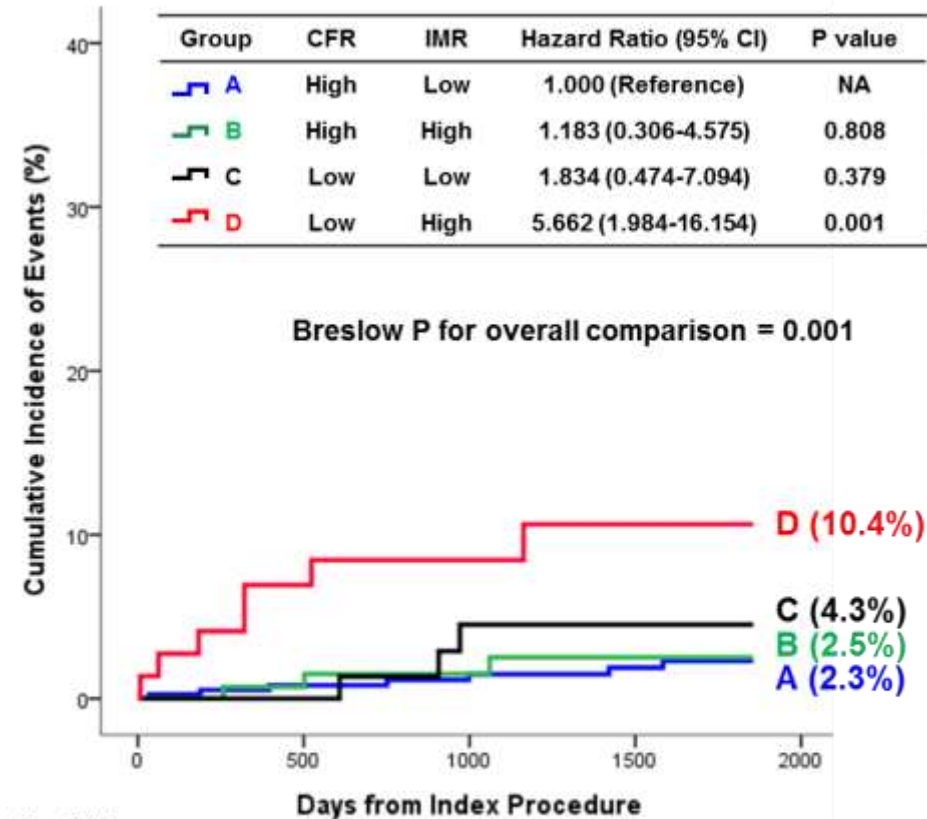 Group CFR IMR Hazard Ratio (95% CI) P value
A High Low 1.000 (Reference) NA
B High High 1.183 (0.306-4.575) 0.808
C Low Low 1.834 (0.474-7.094) 0.379
D Low High 5.662 (1.984-16.154) 0.001
Breslow P for overall comparison = 0.001
Cumulative Incidence of Events (%)
40
30
20
10
0
D (10.4%)
C (4.3%)
B (2.5%)
A (2.3%)
0 500 1000 1500 2000
Days from Index Procedure